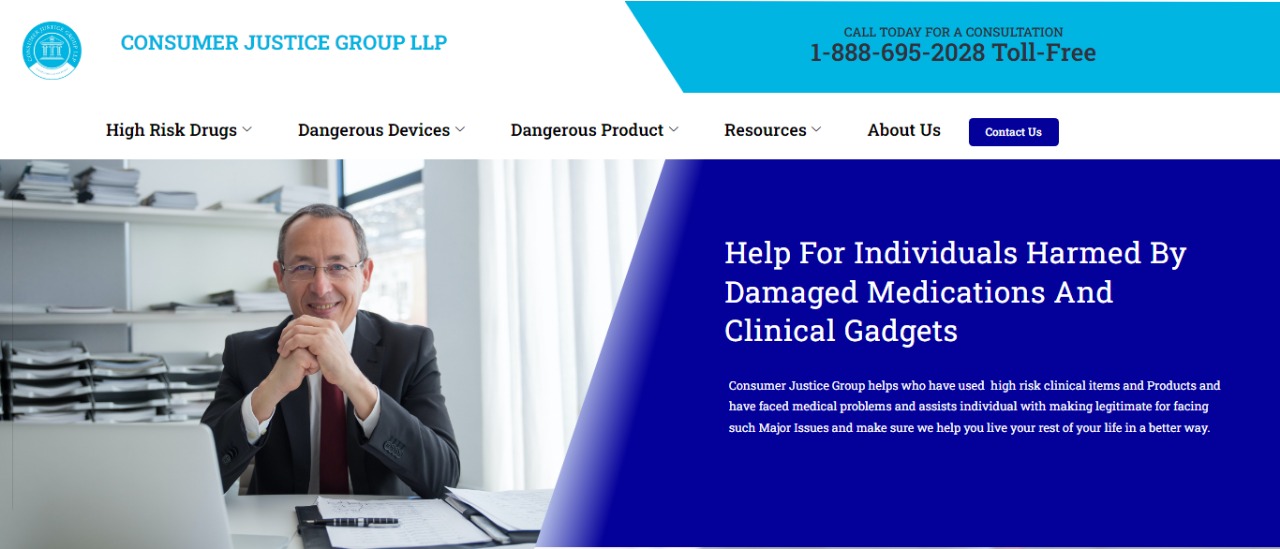 CONSUMER JUSTICE GROUP LLP
CONSUMER JUSTICE GROUP LLP
CALL TODAY FOR A CONSULTATION
1-888-695-2028 Toll-Free
High Risk Drugs
Dangerous Devices
Dangerous Product
Resources
About Us
Contact Us
Help For Individuals Harmed By
Damaged Medications And
Clinical Gadgets
Consumer Justice Group helps who have used high risk clinical items and Products and
have faced medical problems and assists individual with making legitimate for facing
such Major Issues and make sure we help you live your rest of your life in a better way.